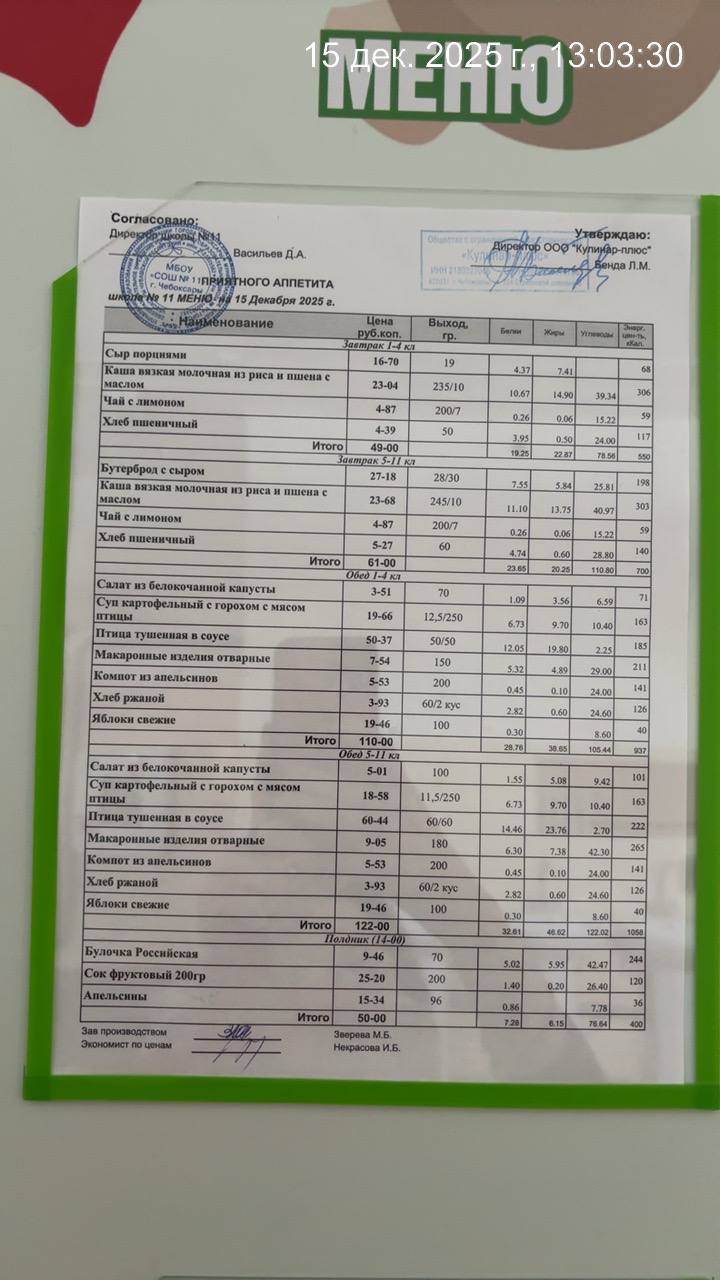 15 дек. 2025 г., 13:03:30
МЕНЮ
Согласовано: Утверждаю:
Директор школы №11 Директор ООО "Кулинар-плюс"
Васильев Д.А. Бенда Л.М.
МБОУ
«СОШ № 11»
г. Чебоксары
«Кулинар-плюс»
ПРИЯТНОГО АППЕТИТА
школа № 11 МЕНЮ на 15 Декабря 2025 г.
Наименование Цена руб.коп. Выход, гр. Белки Жиры Углеводы Энерг. цен-ть, кКал.
Завтрак 1-4 кл
Сыр порциями 16-70 19 4.37 7.41 68
Каша вязкая молочная из риса и пшена с
маслом 23-04 235/10 10.67 14.90 39.34 306
Чай с лимоном 4-87 200/7 0.26 0.06 15.22 59
Хлеб пшеничный 4-39 50 3.95 0.50 24.00 117
Итого 49-00 19.25 22.87 78.56 550
Завтрак 5-11 кл
Бутерброд с сыром 27-18 28/30 7.55 5.84 25.81 198
Каша вязкая молочная из риса и пшена с
маслом 23-68 245/10 11.10 13.75 40.97 303
Чай с лимоном 4-87 200/7 0.26 0.06 15.22 59
Хлеб пшеничный 5-27 60 4.74 0.60 28.80 140
Итого 61-00 23.65 20.25 110.80 700
Обед 1-4 кл
Салат из белокочанной капусты 3-51 70 1.09 3.56 6.59 71
Суп картофельный с горохом с мясом
птицы 19-66 12,5/250 6.73 9.70 10.40 163
Птица тушенная в соусе 50-37 50/50 12.05 19.80 2.25 185
Макаронные изделия отварные 7-54 150 5.32 4.89 29.00 211
Компот из апельсинов 5-53 200 0.45 0.10 24.00 141
Хлеб ржаной 3-93 60/2 кус 2.82 0.60 24.60 126
Яблоки свежие 19-46 100 0.30 8.60 40
Итого 110-00 28.76 38.65 105.44 937
Обед 5-11 кл
Салат из белокочанной капусты 5-01 100 1.55 5.08 9.42 101
Суп картофельный с горохом с мясом
птицы 18-58 11,5/250 6.73 9.70 10.40 163
Птица тушенная в соусе 60-44 60/60 14.46 23.76 2.70 222
Макаронные изделия отварные 9-05 180 6.30 7.38 42.30 265
Компот из апельсинов 5-53 200 0.45 0.10 24.00 141
Хлеб ржаной 3-93 60/2 кус 2.82 0.60 24.60 126
Яблоки свежие 19-46 100 0.30 8.60 40
Итого 122-00 32.61 46.62 122.02 1058
Полдник (14-00)
Булочка Российская 9-46 70 5.02 5.95 42.47 244
Сок фруктовый 200гр 25-20 200 1.40 0.20 26.40 120
Апельсины 15-34 96 0.86 7.78 36
Итого 50-00 7.28 6.15 76.64 400
Зав производством Зверева М.Б.
Экономист по ценам Некрасова И.Б.